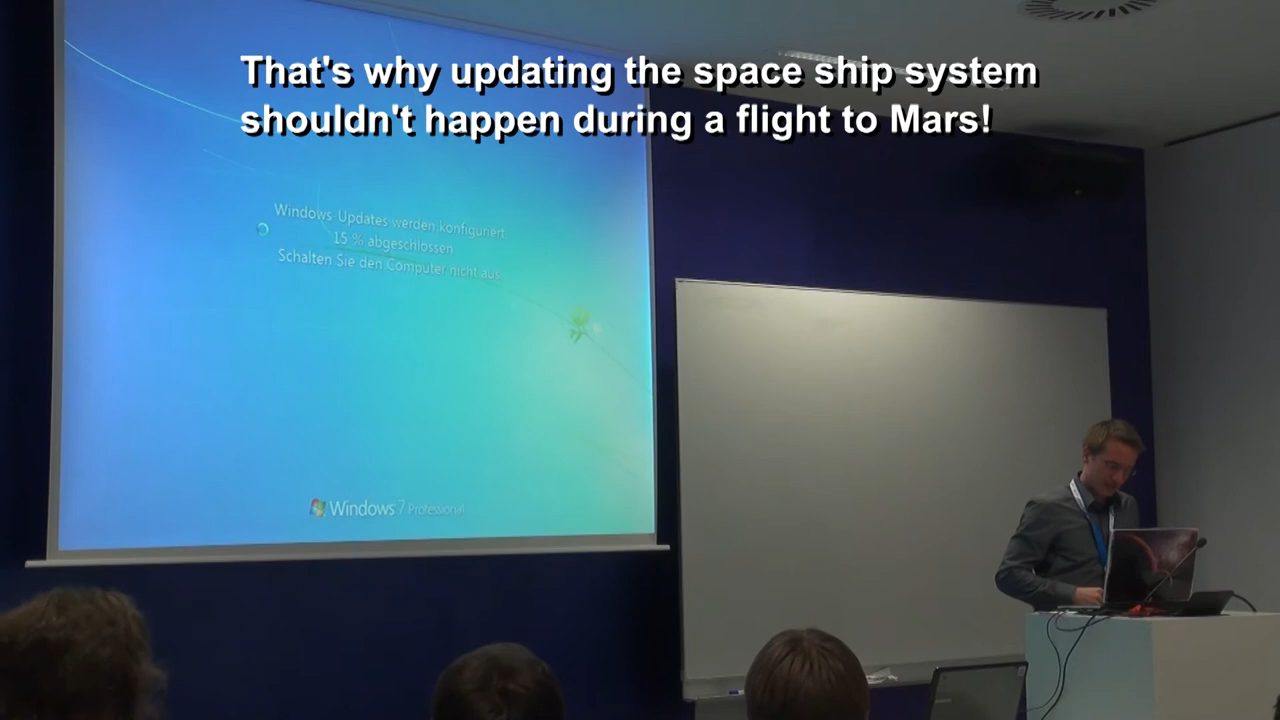 That's why updating the space ship system
shouldn't happen during a flight to Mars!
Windows-Updates werden konfiguriert
15 % abgeschlossen
Schalten Sie den Computer nicht aus.
Windows 7 Professional